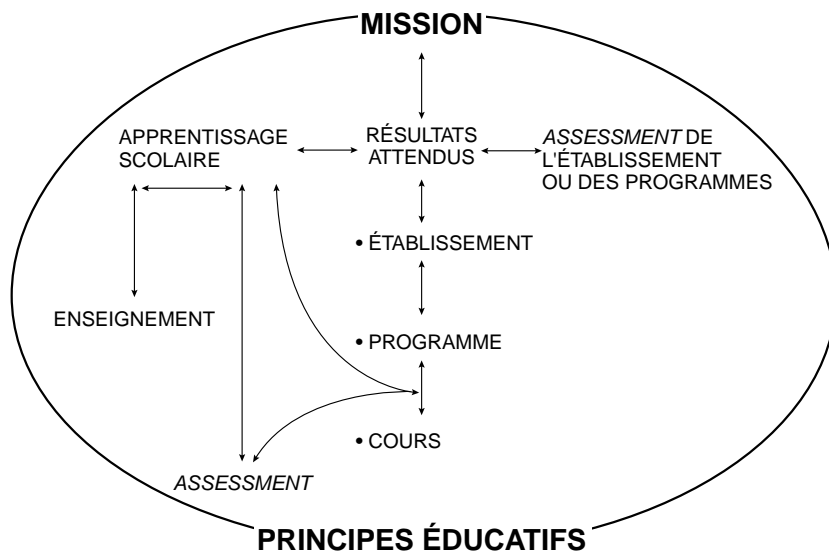 MISSION
APPRENTISSAGE
SCOLAIRE
RÉSULTATS
ATTENDUS
ASSESSMENT DE
L'ÉTABLISSEMENT
OU DES PROGRAMMES
• ÉTABLISSEMENT
ENSEIGNEMENT
• PROGRAMME
• COURS
ASSESSMENT
PRINCIPES ÉDUCATIFS